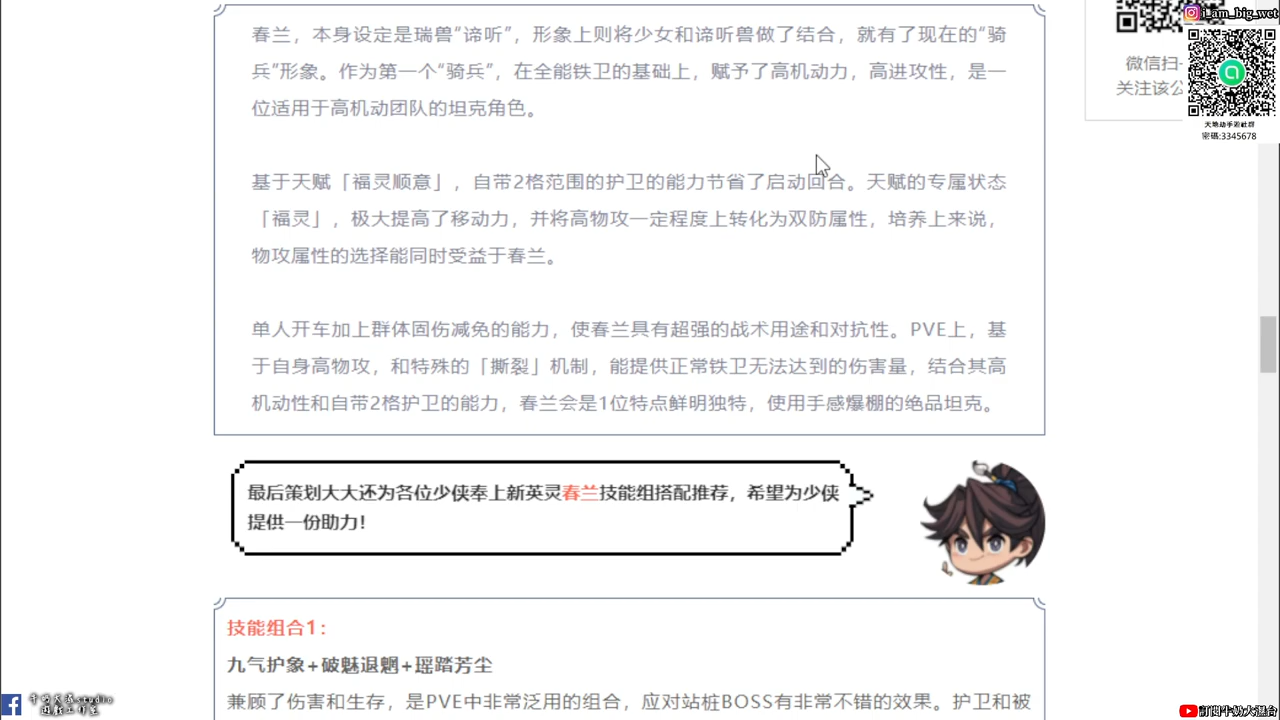 i_am_big_wet
春兰，本身设定是瑞兽“谛听”，形象上则将少女和谛听兽做了结合，就有了现在的“骑
兵”形象。作为第一个“骑兵”，在全能铁卫的基础上，赋予了高机动力，高进攻性，是一
位适用于高机动团队的坦克角色。
微信扫一
关注该公
天地劫手游社群
密碼:3345678
基于天赋「福灵顺意」，自带2格范围的护卫的能力节省了启动回合。天赋的专属状态
「福灵」，极大提高了移动力，并将高物攻一定程度上转化为双防属性，培养上来说，
物攻属性的选择能同时受益于春兰。
单人开车加上群体固伤减免的能力，使春兰具有超强的战术用途和对抗性。PVE上，基
于自身高物攻，和特殊的「撕裂」机制，能提供正常铁卫无法达到的伤害量，结合其高
机动性和自带2格护卫的能力，春兰会是1位特点鲜明独特，使用手感爆棚的绝品坦克。
最后策划大大还为各位少侠奉上新英灵春兰技能组搭配推荐，希望为少侠
提供一份助力！
技能组合1：
九气护象+破魅退魍+瑶踏芳尘
兼顾了伤害和生存，是PVE中非常泛用的组合，应对站桩BOSS有非常不错的效果。护卫和被